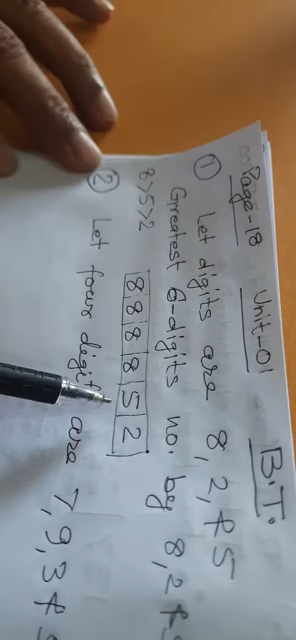 Page-18 Unit-01 B.T.
① Let digits are 8, 2, & 5
Greatest 6-digits no. by 8, 2 &
8>5>2
8 8 8 8 5 2
② Let four digit are 7, 9, 3 &